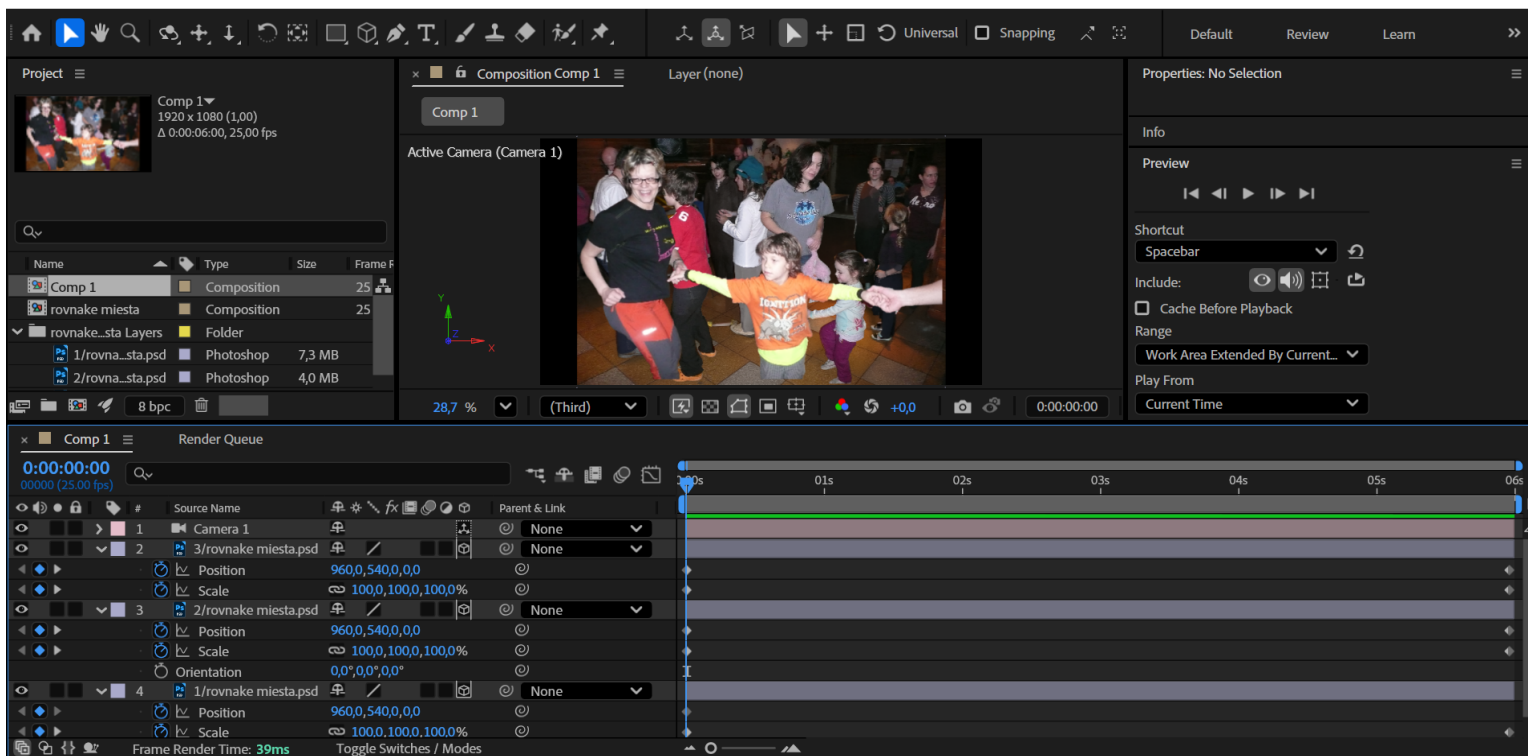 Universal Snapping Default Review Learn
Project
Comp 1
1920 x 1080 (1,00)
Δ 0:00:06:00, 25,00 fps
Name Type Size Frame R
Comp 1 Composition 25
rovnake miesta Composition 25
rovnake...sta Layers Folder
1/rovna...sta.psd Photoshop 7,3 MB
2/rovna...sta.psd Photoshop 4,0 MB
8 bpc
Composition Comp 1 Layer (none)
Comp 1
Active Camera (Camera 1)
6
IGNITION
Y
Z
X
28,7 % (Third) +0,0 0:00:00:00
Properties: No Selection
Info
Preview
Shortcut
Spacebar
Include:
Cache Before Playback
Range
Work Area Extended By Current...
Play From
Current Time
Comp 1 Render Queue
0:00:00:00
00000 (25.00 fps)
01s 02s 03s 04s 05s 06s
# Source Name fx Parent & Link
1 Camera 1 None
2 Ps 3/rovnake miesta.psd None
Position 960,0,540,0,0,0
Scale 100,0,100,0,100,0%
3 Ps 2/rovnake miesta.psd None
Position 960,0,540,0,0,0
Scale 100,0,100,0,100,0%
Orientation 0,0°,0,0°,0,0°
4 Ps 1/rovnake miesta.psd None
Position 960,0,540,0,0,0
Scale 100,0,100,0,100,0%
Frame Render Time: 39ms Toggle Switches / Modes